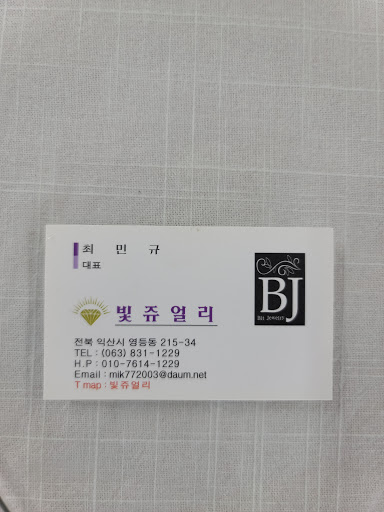 최 민 규
대표
BJ
빛쥬얼리
전북 익산시 영등동 215-34
TEL : (063) 831-1229
H.P : 010-7614-1229
Email : mik772003@daum.net
T map : 빛쥬얼리